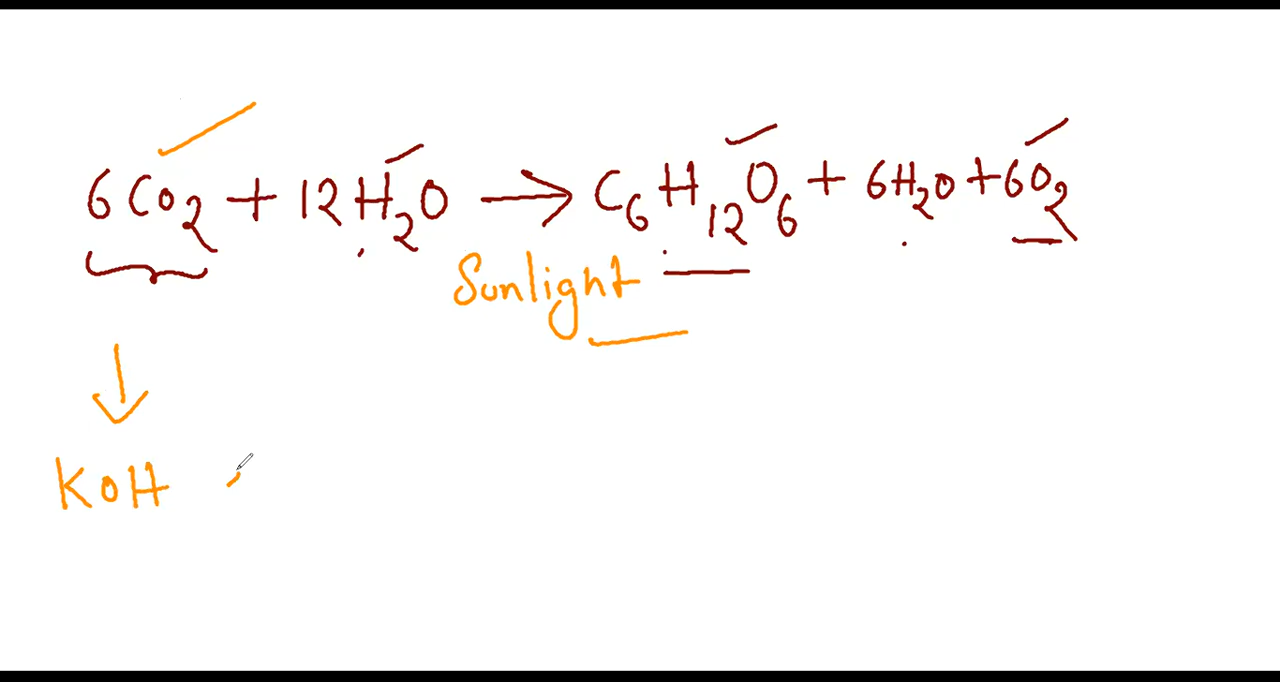 6CO₂ + 12H₂O → C₆H₁₂O₆ + 6H₂O + 6O₂
Sunlight
KOH